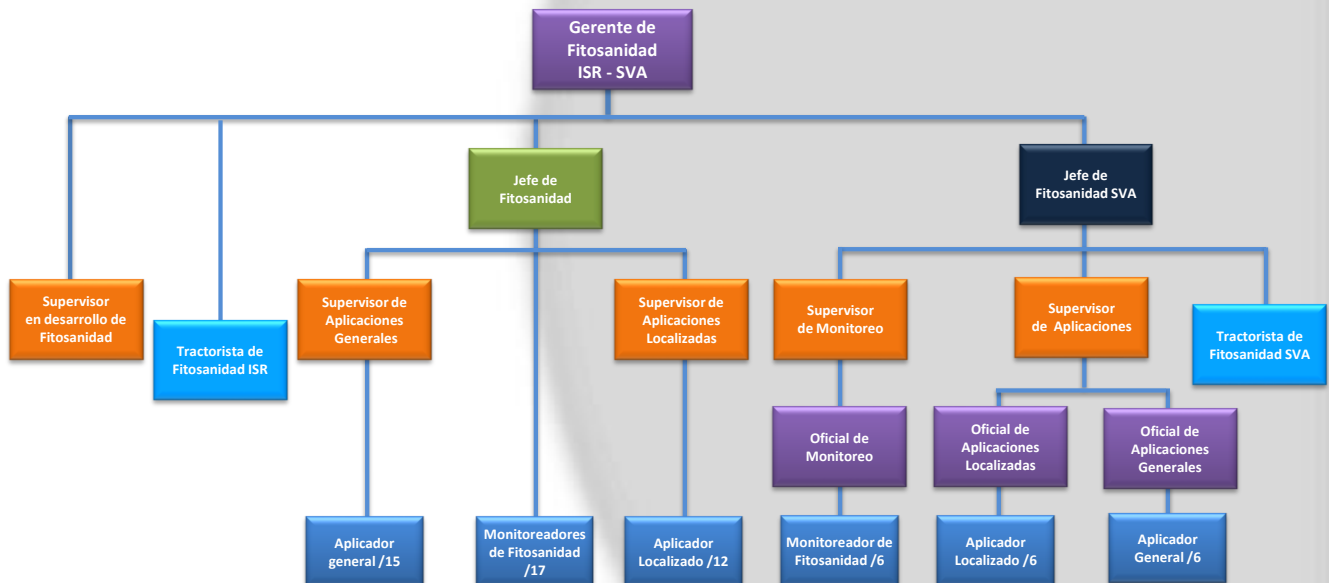 Gerente de
Fitosanidad
ISR - SVA
Jefe de
Fitosanidad
Jefe de
Fitosanidad SVA
Supervisor
en desarrollo de
Fitosanidad
Tractorista de
Fitosanidad ISR
Supervisor de
Aplicaciones
Generales
Supervisor de
Aplicaciones
Localizadas
Supervisor
de Monitoreo
Supervisor
de Aplicaciones
Tractorista de
Fitosanidad SVA
Oficial de
Monitoreo
Oficial de
Aplicaciones
Localizadas
Oficial de
Aplicaciones
Generales
Aplicador
general /15
Monitoreadores
de Fitosanidad
/17
Aplicador
Localizado /12
Monitoreador de
Fitosanidad /6
Aplicador
Localizado /6
Aplicador
General /6